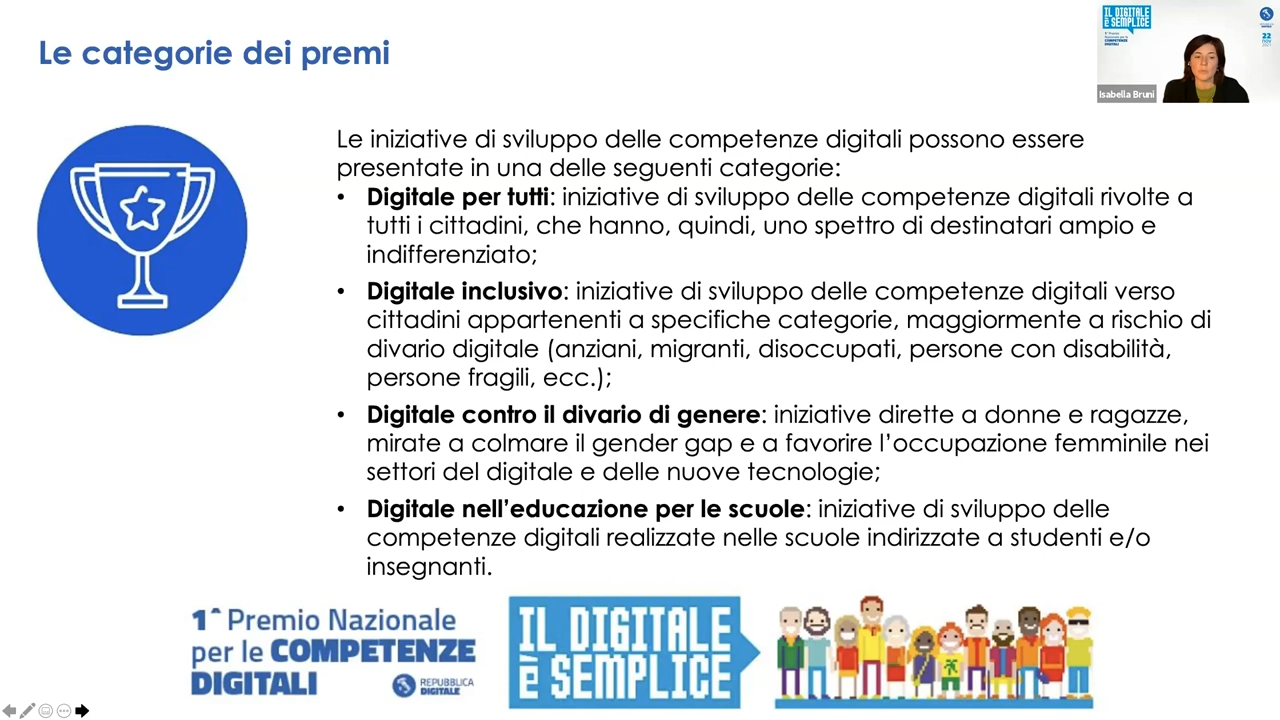 Le categorie dei premi
IL DIGITALE
È SEMPLICE
1° Premio
COMPETENZE
DIGITALI
22
nov
2021
Isabella Bruni
Le iniziative di sviluppo delle competenze digitali possono essere
presentate in una delle seguenti categorie:
• Digitale per tutti: iniziative di sviluppo delle competenze digitali rivolte a
tutti i cittadini, che hanno, quindi, uno spettro di destinatari ampio e
indifferenziato;
• Digitale inclusivo: iniziative di sviluppo delle competenze digitali verso
cittadini appartenenti a specifiche categorie, maggiormente a rischio di
divario digitale (anziani, migranti, disoccupati, persone con disabilità,
persone fragili, ecc.);
• Digitale contro il divario di genere: iniziative dirette a donne e ragazze,
mirate a colmare il gender gap e a favorire l’occupazione femminile nei
settori del digitale e delle nuove tecnologie;
• Digitale nell’educazione per le scuole: iniziative di sviluppo delle
competenze digitali realizzate nelle scuole indirizzate a studenti e/o
insegnanti.
1^ Premio Nazionale
per le COMPETENZE
DIGITALI
REPUBBLICA
DIGITALE
IL DIGITALE
è SEMPLICE